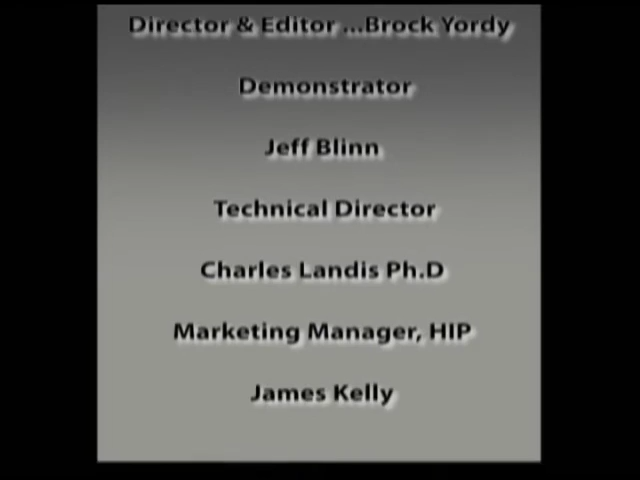 Director & Editor ...Brock Yordy
Demonstrator
Jeff Blinn
Technical Director
Charles Landis Ph.D
Marketing Manager, HIP
James Kelly